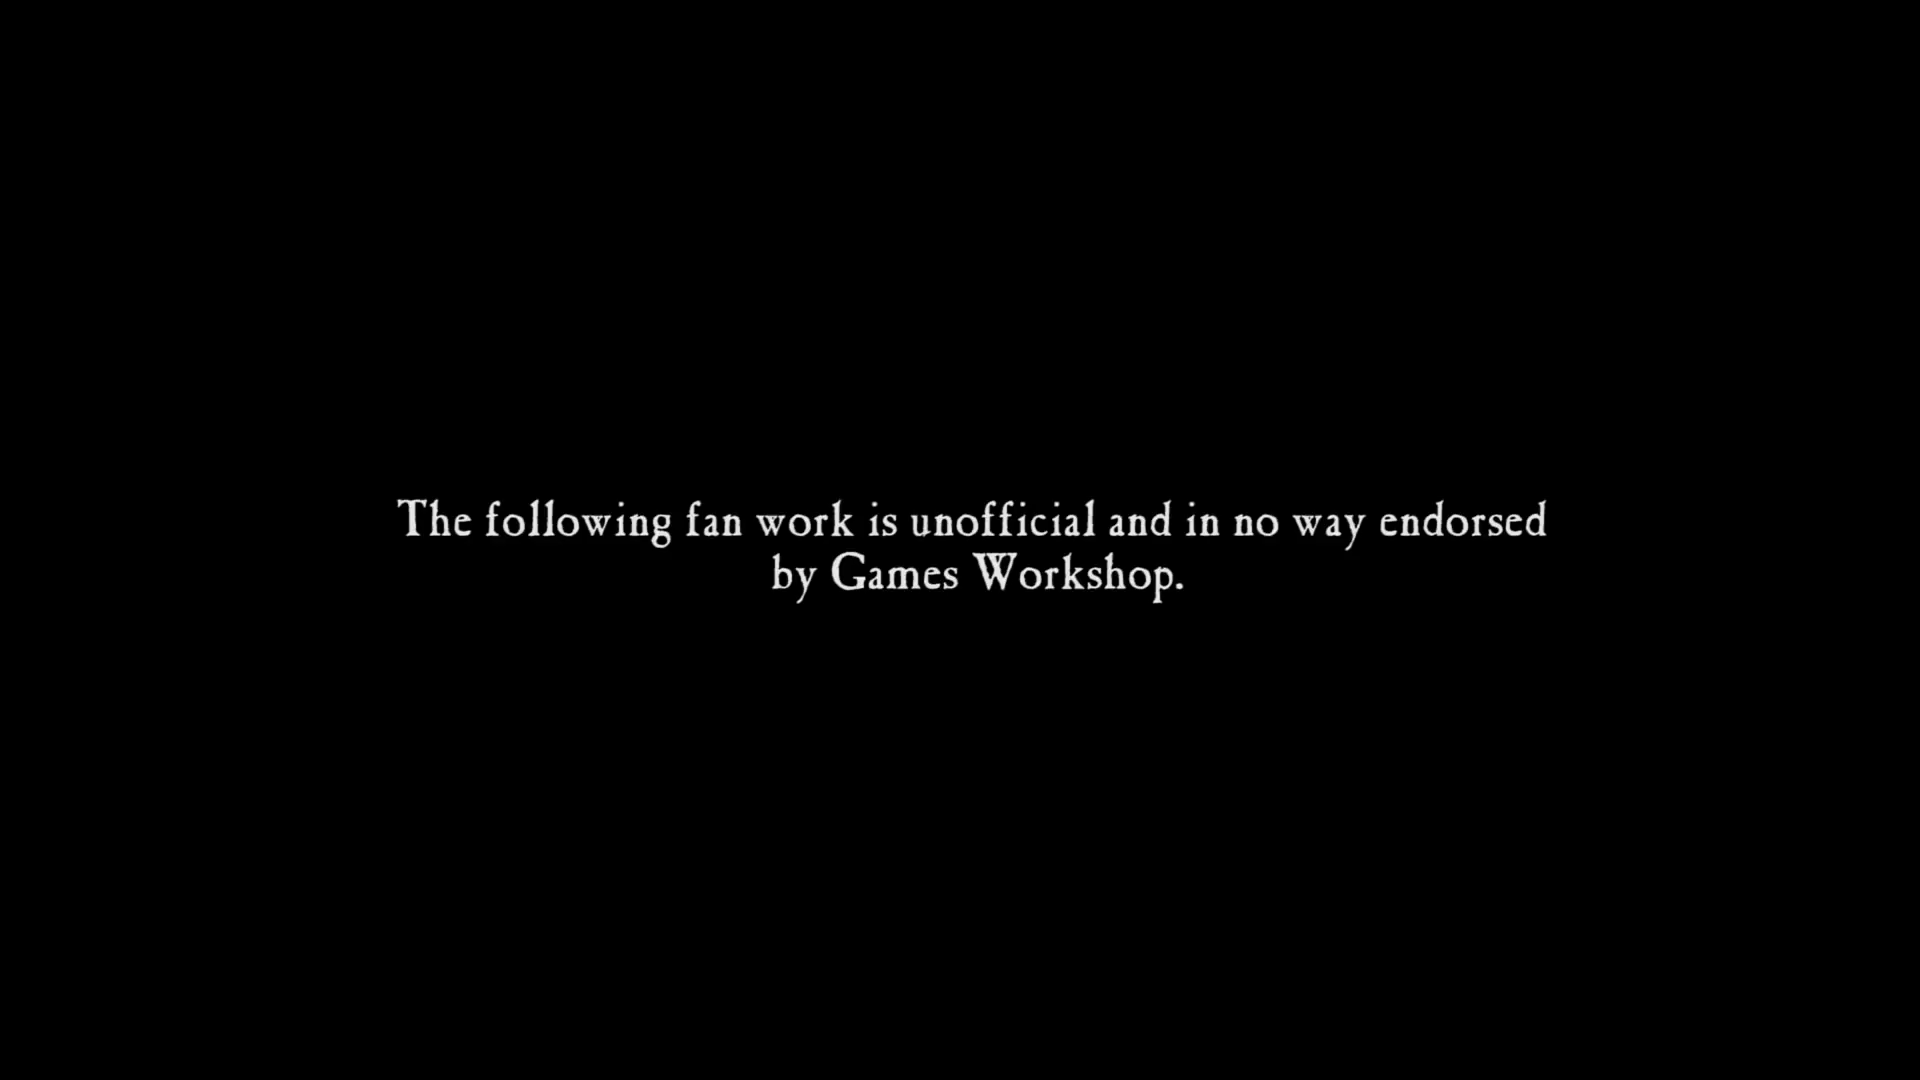 The following fan work is unofficial and in no way endorsed
by Games Workshop.